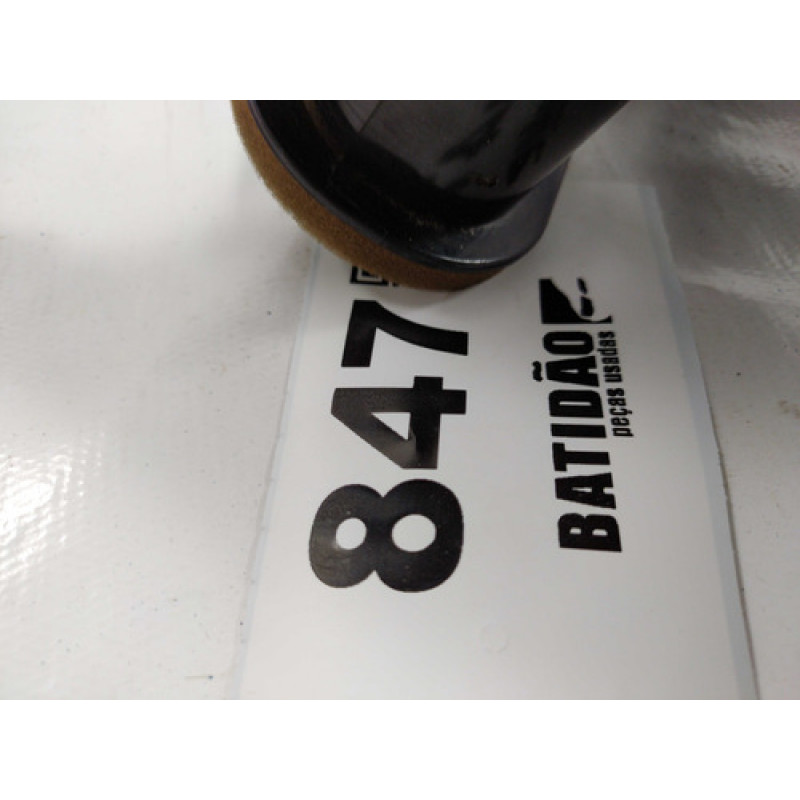 847
BATIDÃO
peças usadas